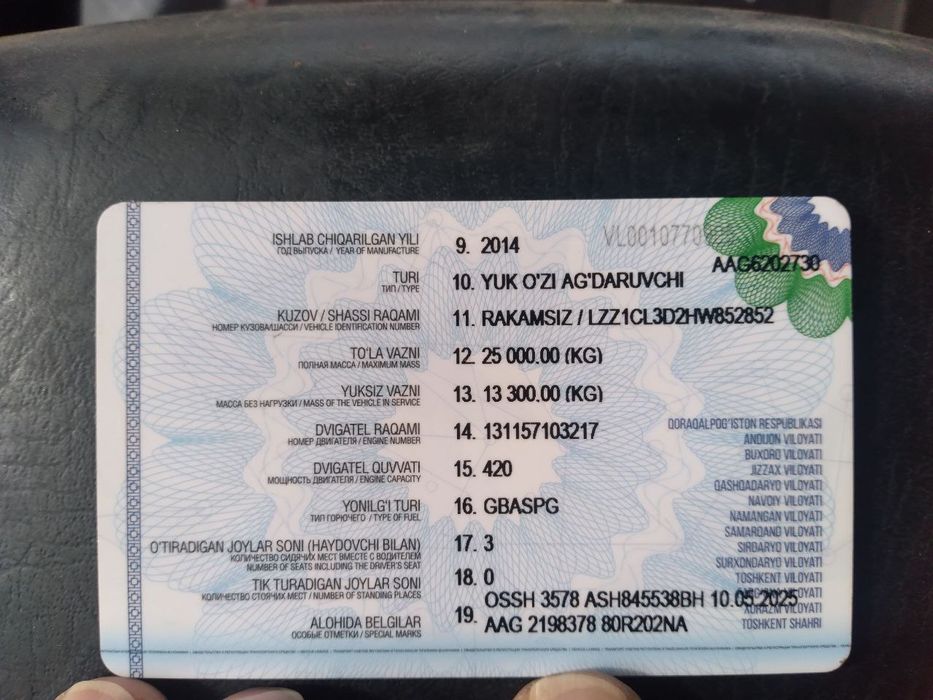 VL0010770
AAG6202730
ISHLAB CHIQARILGAN YILI
ГОД ВЫПУСКА / YEAR OF MANUFACTURE
9. 2014
TURI
ТИП / TYPE
10. YUK O'ZI AG'DARUVCHI
KUZOV / SHASSI RAQAMI
НОМЕР КУЗОВА/ШАССИ / VEHICLE IDENTIFICATION NUMBER
11. RAKAMSIZ / LZZ1CL3D2HW852852
TO'LA VAZNI
ПОЛНАЯ МАССА / MAXIMUM MASS
12. 25 000.00 (KG)
YUKSIZ VAZNI
МАССА БЕЗ НАГРУЗКИ / MASS OF THE VEHICLE IN SERVICE
13. 13 300.00 (KG)
DVIGATEL RAQAMI
НОМЕР ДВИГАТЕЛЯ / ENGINE NUMBER
14. 131157103217
DVIGATEL QUVVATI
МОЩНОСТЬ ДВИГАТЕЛЯ / ENGINE CAPACITY
15. 420
YONILG'I TURI
ТИП ГОРЮЧЕГО / TYPE OF FUEL
16. GBASPG
O'TIRADIGAN JOYLAR SONI (HAYDOVCHI BILAN)
КОЛИЧЕСТВО СИДЯЧИХ МЕСТ ВМЕСТЕ С ВОДИТЕЛЕМ
NUMBER OF SEATS INCLUDING THE DRIVER'S SEAT
17. 3
TIK TURADIGAN JOYLAR SONI
КОЛИЧЕСТВО СТОЯЧИХ МЕСТ / NUMBER OF STANDING PLACES
18. 0
ALOHIDA BELGILAR
ОСОБЫЕ ОТМЕТКИ / SPECIAL MARKS
19. OSSH 3578 ASH845538BH 10.05.2025
AAG 2198378 80R202NA
QORAQALPOG'ISTON RESPUBLIKASI
ANDIJON VILOYATI
BUXORO VILOYATI
JIZZAX VILOYATI
QASHQADARYO VILOYATI
NAVOIY VILOYATI
NAMANGAN VILOYATI
SAMARQAND VILOYATI
SIRDARYO VILOYATI
SURXONDARYO VILOYATI
TOSHKENT VILOYATI
XORAZM VILOYATI
TOSHKENT SHAHRI